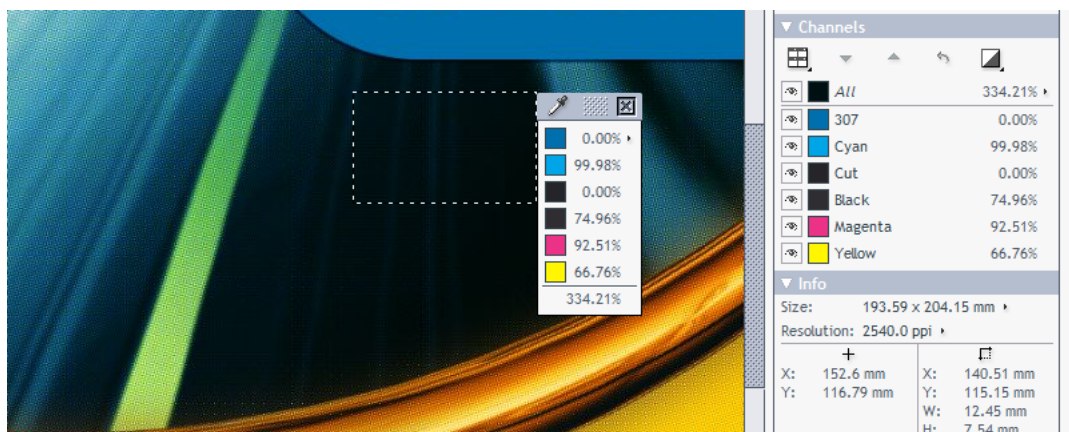 Channels
All 334.21%
307 0.00%
Cyan 99.98%
Cut 0.00%
Black 74.96%
Magenta 92.51%
Yellow 66.76%
0.00%
99.98%
0.00%
74.96%
92.51%
66.76%
334.21%
Info
Size: 193.59 x 204.15 mm
Resolution: 2540.0 ppi
X: 152.6 mm X: 140.51 mm
Y: 116.79 mm Y: 115.15 mm
W: 12.45 mm
H: 7.54 mm